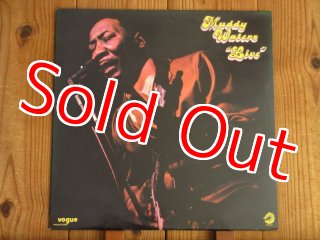 Muddy
Waters
"Live"
Sold Out
vogue